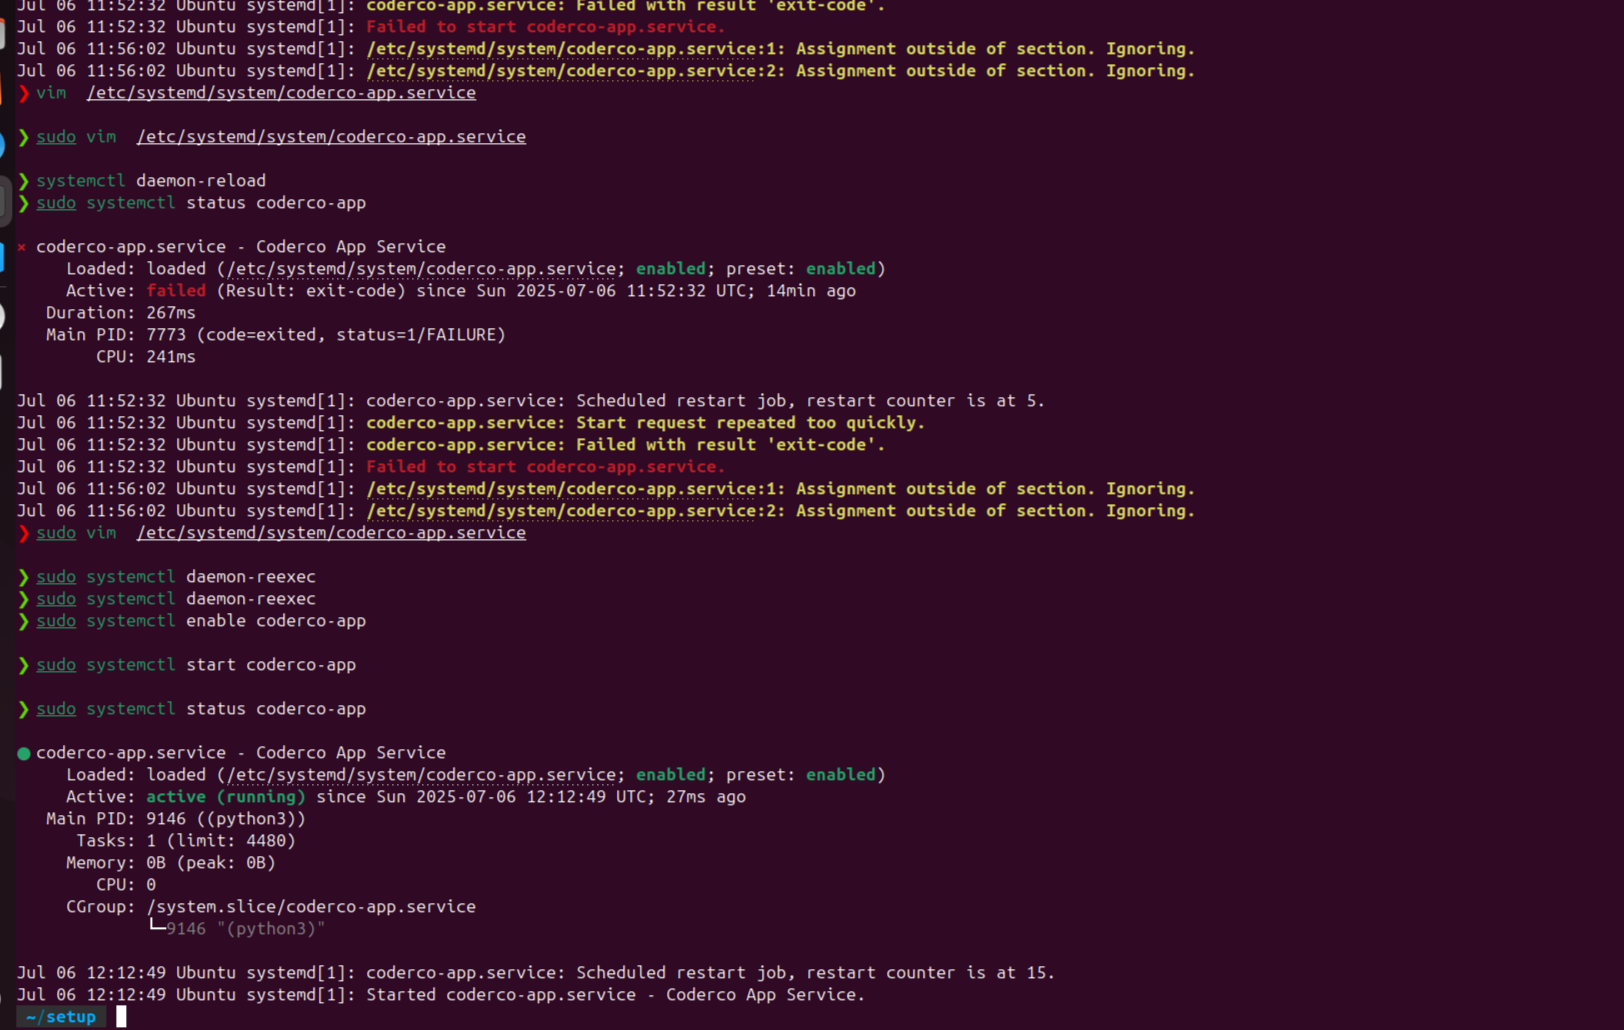 Jul 06 11:52:32 Ubuntu systemd[1]: coderco-app.service: Failed with result 'exit-code'.
Jul 06 11:52:32 Ubuntu systemd[1]: Failed to start coderco-app.service.
Jul 06 11:56:02 Ubuntu systemd[1]: /etc/systemd/system/coderco-app.service:1: Assignment outside of section. Ignoring.
Jul 06 11:56:02 Ubuntu systemd[1]: /etc/systemd/system/coderco-app.service:2: Assignment outside of section. Ignoring.
❯ vim  /etc/systemd/system/coderco-app.service
❯ sudo vim  /etc/systemd/system/coderco-app.service
❯ systemctl daemon-reload
❯ sudo systemctl status coderco-app
× coderco-app.service - Coderco App Service
Loaded: loaded (/etc/systemd/system/coderco-app.service; enabled; preset: enabled)
Active: failed (Result: exit-code) since Sun 2025-07-06 11:52:32 UTC; 14min ago
Duration: 267ms
Main PID: 7773 (code=exited, status=1/FAILURE)
CPU: 241ms
Jul 06 11:52:32 Ubuntu systemd[1]: coderco-app.service: Scheduled restart job, restart counter is at 5.
Jul 06 11:52:32 Ubuntu systemd[1]: coderco-app.service: Start request repeated too quickly.
Jul 06 11:52:32 Ubuntu systemd[1]: coderco-app.service: Failed with result 'exit-code'.
Jul 06 11:52:32 Ubuntu systemd[1]: Failed to start coderco-app.service.
Jul 06 11:56:02 Ubuntu systemd[1]: /etc/systemd/system/coderco-app.service:1: Assignment outside of section. Ignoring.
Jul 06 11:56:02 Ubuntu systemd[1]: /etc/systemd/system/coderco-app.service:2: Assignment outside of section. Ignoring.
❯ sudo vim  /etc/systemd/system/coderco-app.service
❯ sudo systemctl daemon-reexec
❯ sudo systemctl daemon-reexec
❯ sudo systemctl enable coderco-app
❯ sudo systemctl start coderco-app
❯ sudo systemctl status coderco-app
● coderco-app.service - Coderco App Service
Loaded: loaded (/etc/systemd/system/coderco-app.service; enabled; preset: enabled)
Active: active (running) since Sun 2025-07-06 12:12:49 UTC; 27ms ago
Main PID: 9146 ((python3))
Tasks: 1 (limit: 4480)
Memory: 0B (peak: 0B)
CPU: 0
CGroup: /system.slice/coderco-app.service
└─9146 "(python3)"
Jul 06 12:12:49 Ubuntu systemd[1]: coderco-app.service: Scheduled restart job, restart counter is at 15.
Jul 06 12:12:49 Ubuntu systemd[1]: Started coderco-app.service - Coderco App Service.
~/setup